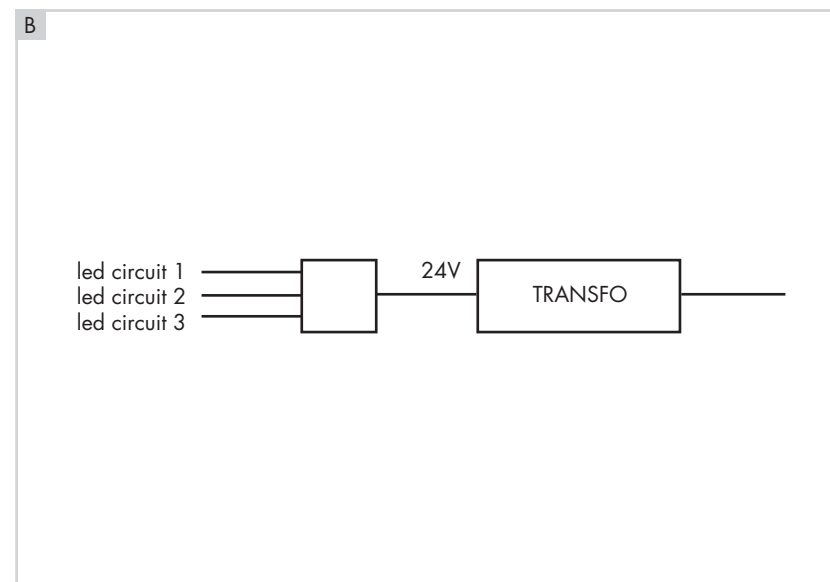 B
led circuit 1
led circuit 2
led circuit 3
24V
TRANSFO